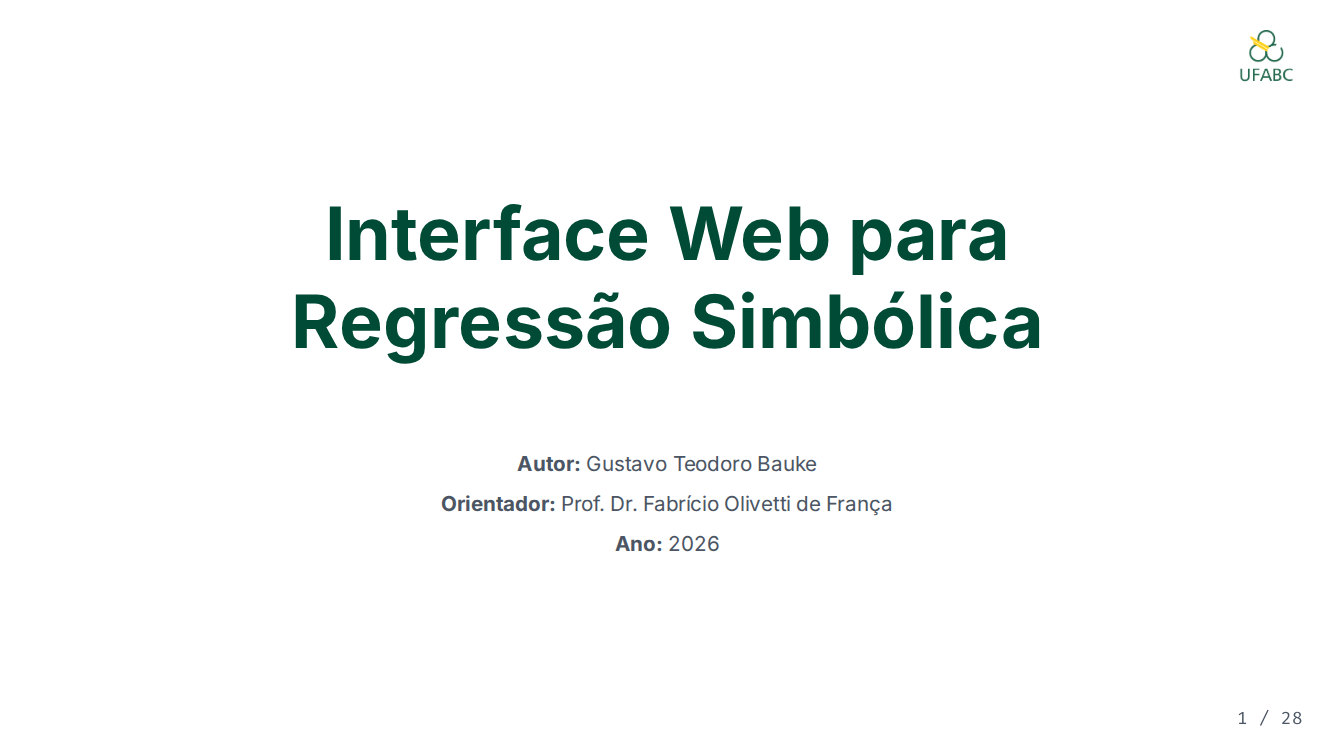 UFABC
Interface Web para
Regressão Simbólica
Autor: Gustavo Teodoro Bauke
Orientador: Prof. Dr. Fabrício Olivetti de França
Ano: 2026
1 / 28